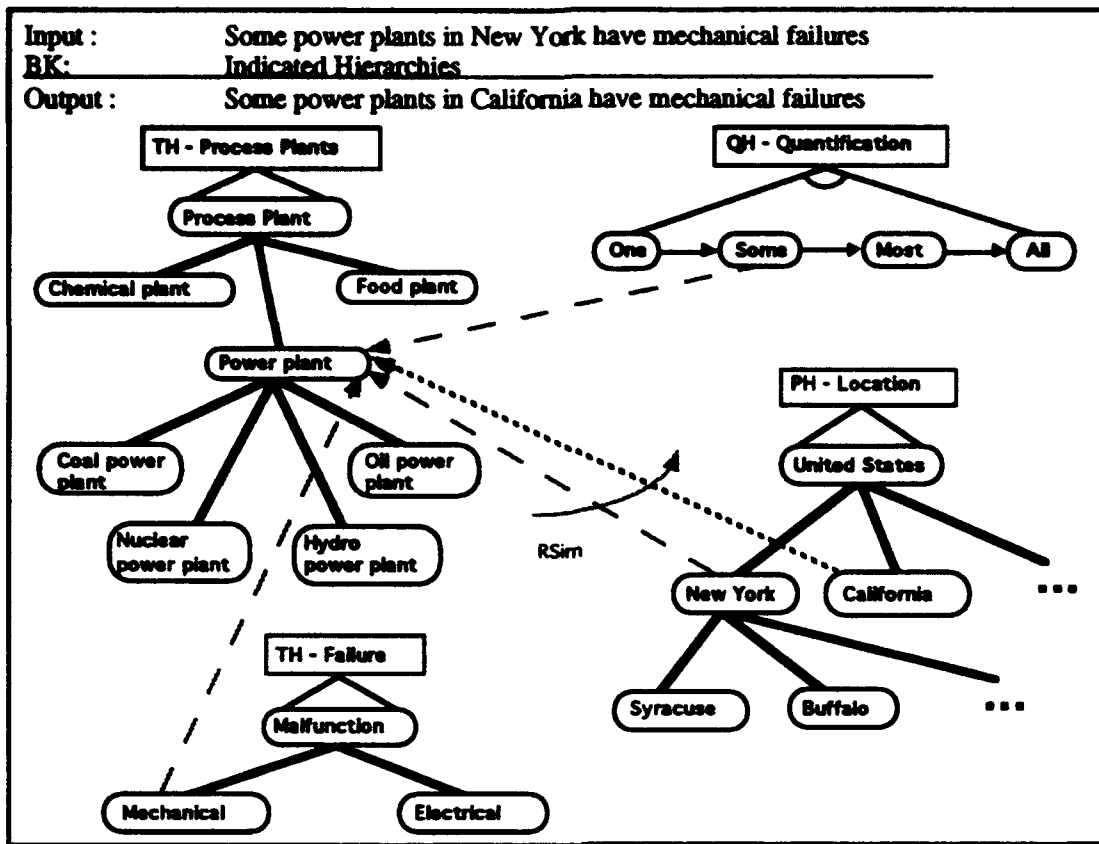 Input : Some power plants in New York have mechanical failures
BK: Indicated Hierarchies
Output : Some power plants in California have mechanical failures
TH - Process Plants
QH - Quantification
Process Plant
One
Some
Most
All
Chemical plant
Food plant
Power plant
PH - Location
Coal power
plant
Oil power
plant
United States
Nuclear
power plant
Hydro
power plant
RSim
New York
California
...
TH - Failure
Syracuse
Buffalo
...
Malfunction
Mechanical
Electrical